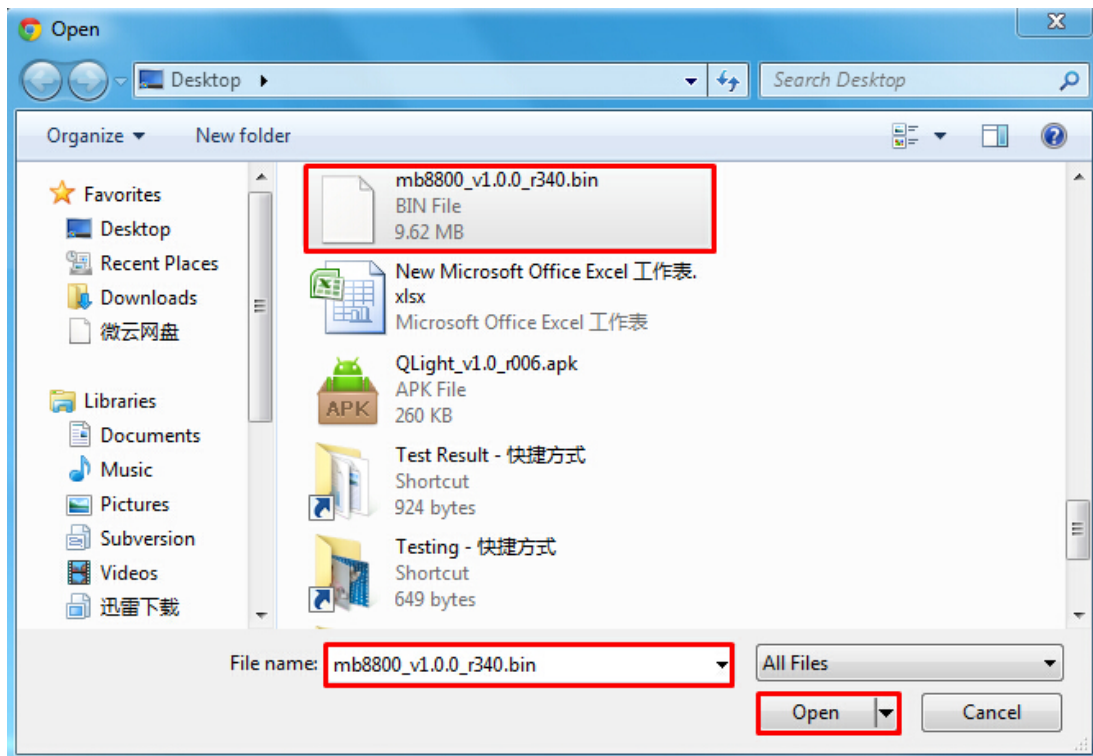 Open
Desktop
Search Desktop
Organize
New folder
Favorites
Desktop
Recent Places
Downloads
微云网盘
Libraries
Documents
Music
Pictures
Subversion
Videos
迅雷下载
mb8800_v1.0.0_r340.bin
BIN File
9.62 MB
New Microsoft Office Excel 工作表.
xlsx
Microsoft Office Excel 工作表
APK
QLight_v1.0_r006.apk
APK File
260 KB
Test Result - 快捷方式
Shortcut
924 bytes
Testing - 快捷方式
Shortcut
649 bytes
File name: mb8800_v1.0.0_r340.bin
All Files
Open
Cancel